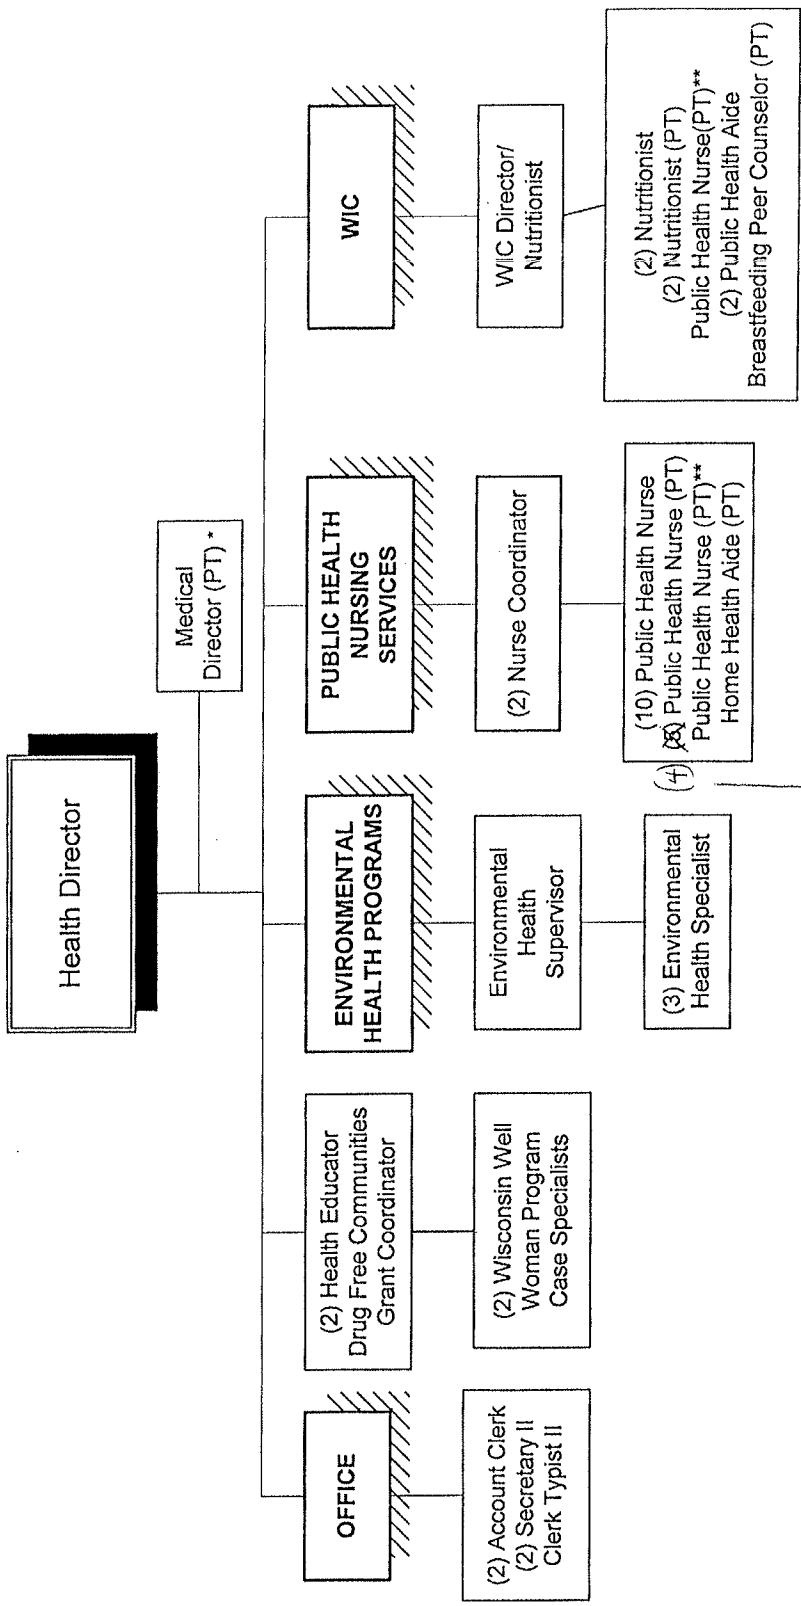 Health Director
Medical
Director (PT) *
OFFICE
(2) Account Clerk
(2) Secretary II
Clerk Typist II
(2) Health Educator
Drug Free Communities
Grant Coordinator
(2) Wisconsin Well
Woman Program
Case Specialists
ENVIRONMENTAL
HEALTH PROGRAMS
Environmental
Health
Supervisor
(3) Environmental
Health Specialist
PUBLIC HEALTH
NURSING
SERVICES
(2) Nurse Coordinator
(10) Public Health Nurse
(4) Public Health Nurse (PT)
Public Health Nurse (PT)**
Home Health Aide (PT)
WIC
WIC Director/
Nutritionist
(2) Nutritionist
(2) Nutritionist (PT)
Public Health Nurse(PT)**
(2) Public Health Aide
Breastfeeding Peer Counselor (PT)